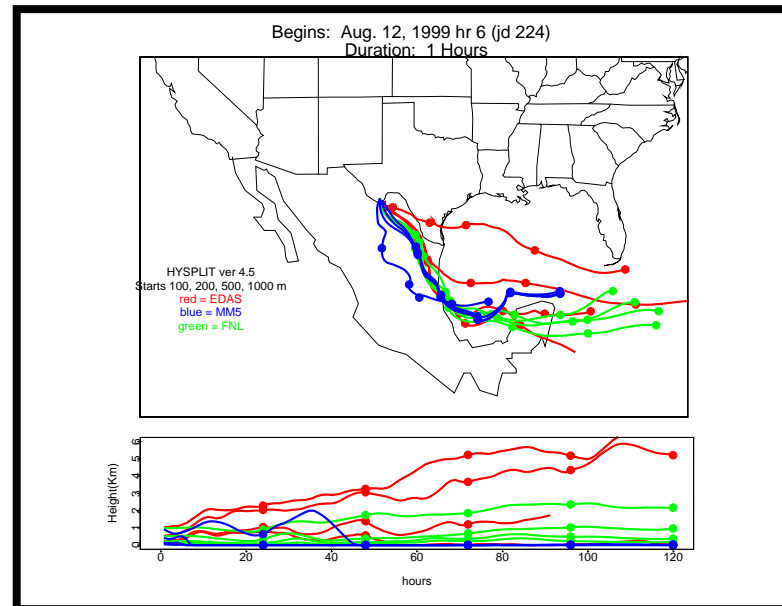 Begins: Aug. 12, 1999 hr 6 (jd 224)
Duration: 1 Hours
HYSPLIT ver 4.5
Starts 100, 200, 500, 1000 m
red = EDAS
blue = MM5
green = FNL
Height(Km)
6
5
4
3
2
1
0
0 20 40 60 80 100 120
hours